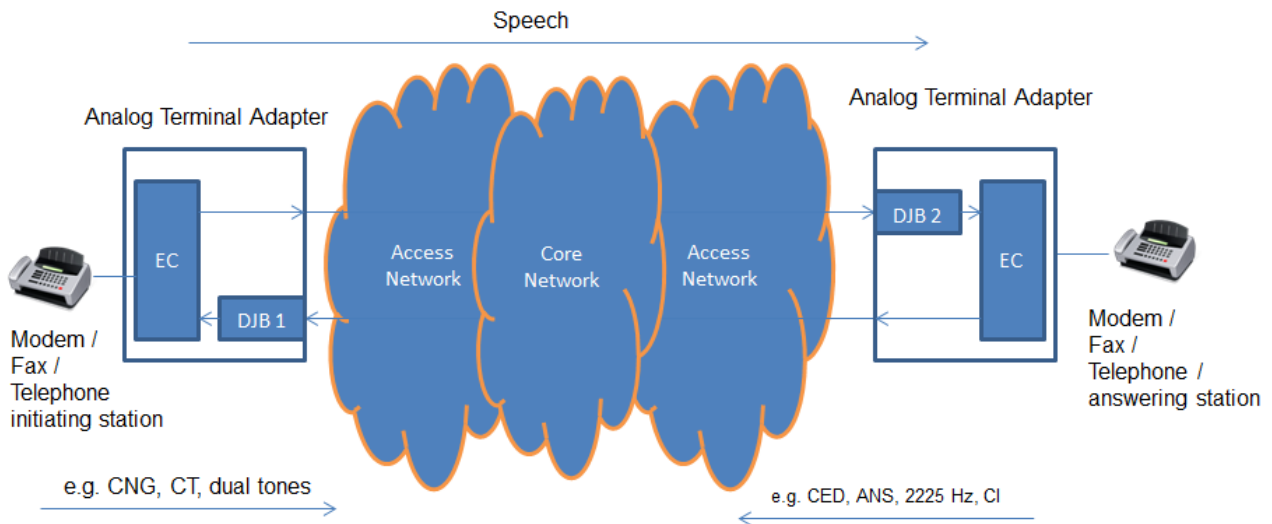 Speech
Analog Terminal Adapter
Analog Terminal Adapter
EC
DJB 1
Access
Network
Core
Network
Access
Network
DJB 2
EC
Modem /
Fax /
Telephone
initiating station
Modem /
Fax /
Telephone /
answering station
e.g. CNG, CT, dual tones
e.g. CED, ANS, 2225 Hz, CI